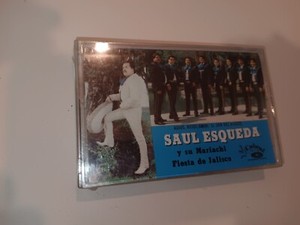 SAUL ESQUEDA
y su Mariachi
Fiesta de Jalisco